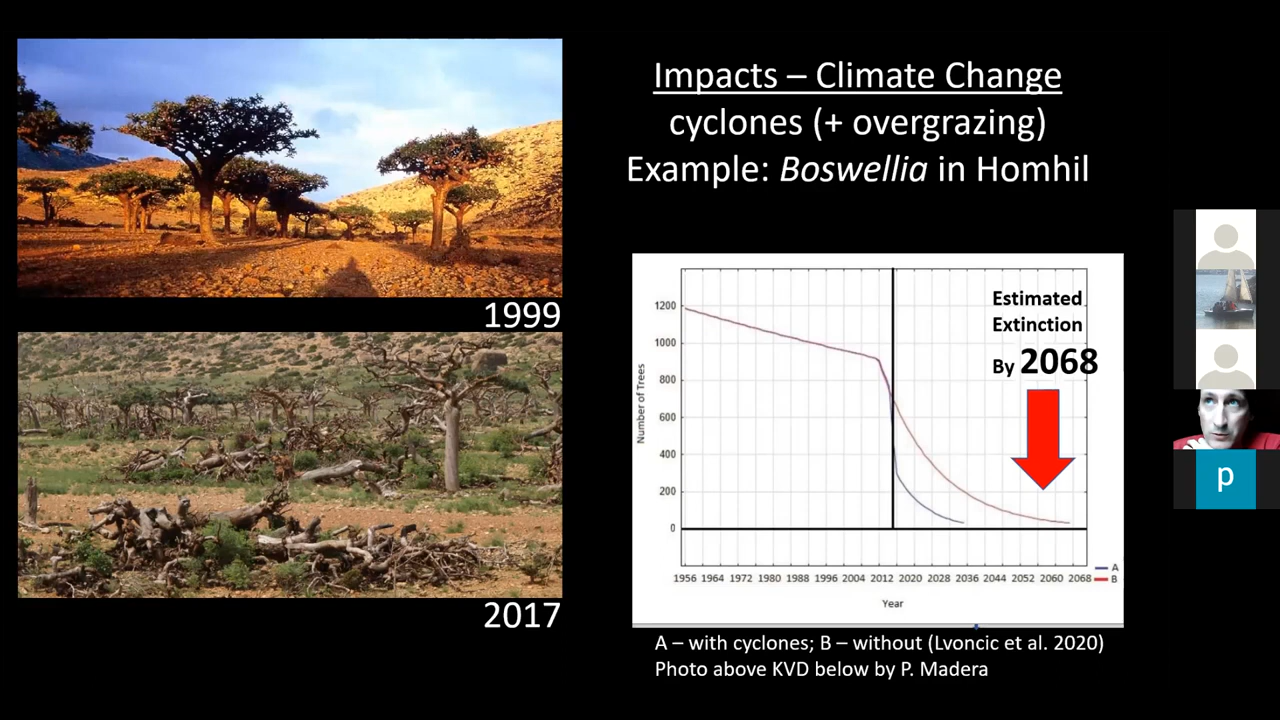 Impacts – Climate Change
cyclones (+ overgrazing)
Example: Boswellia in Homhil
1999
2017
Estimated
Extinction
By 2068
Number of Trees
1200
1000
800
600
400
200
0
1956 1964 1972 1980 1988 1996 2004 2012 2020 2028 2036 2044 2052 2060 2068
Year
A
B
A – with cyclones; B – without (Lvoncic et al. 2020)
Photo above KVD below by P. Madera
p